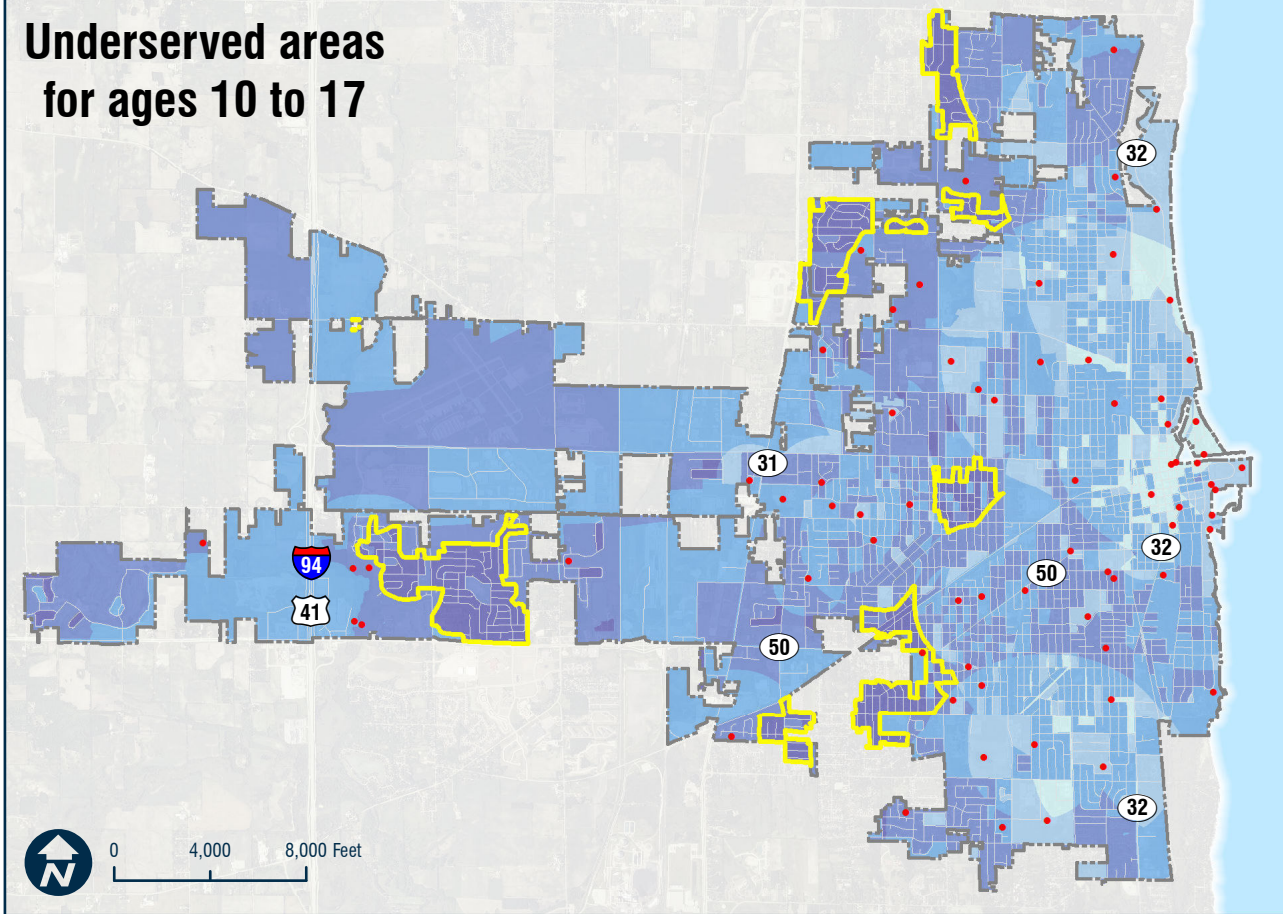 Underserved areas
for ages 10 to 17
32
31
94
41
50
32
50
32
N
0 4,000 8,000 Feet